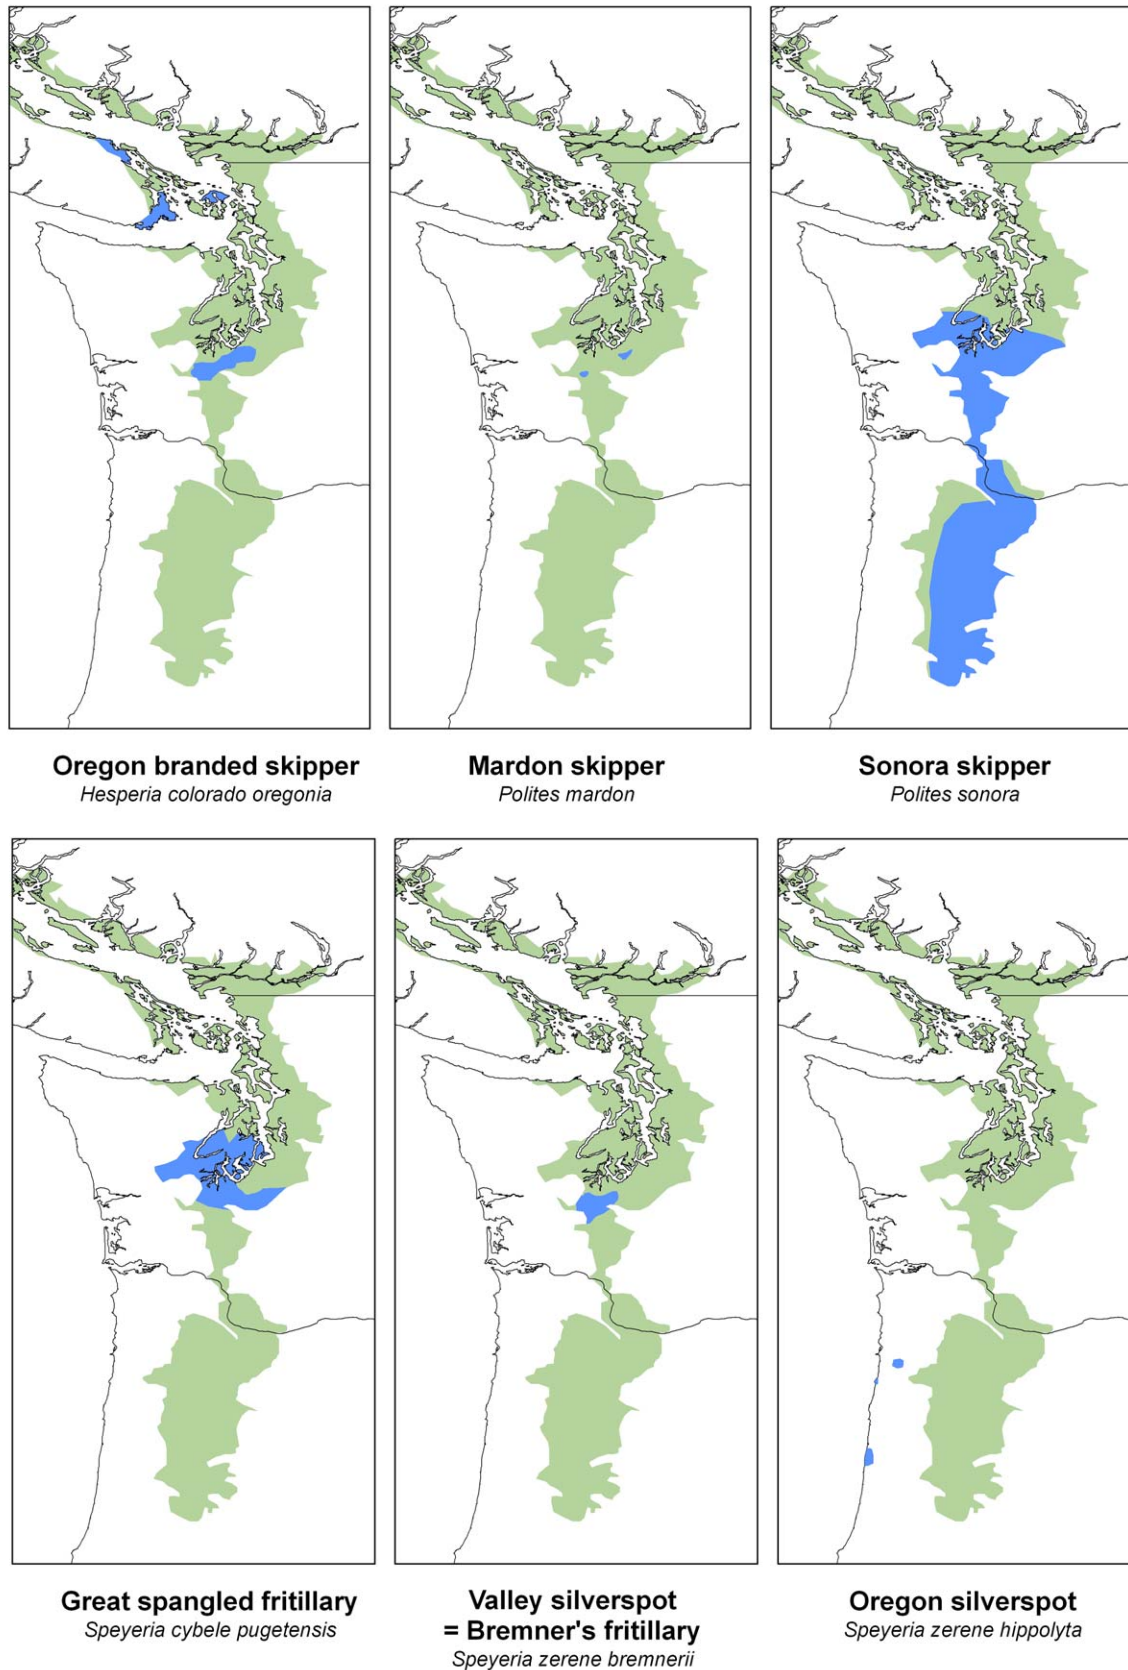 Oregon branded skipper
Hesperia colorado oregonia
Mardon skipper
Polites mardon
Sonora skipper
Polites sonora
Great spangled fritillary
Speyeria cybele pugetensis
Valley silverspot
= Bremner's fritillary
Speyeria zerene bremnerii
Oregon silverspot
Speyeria zerene hippolyta